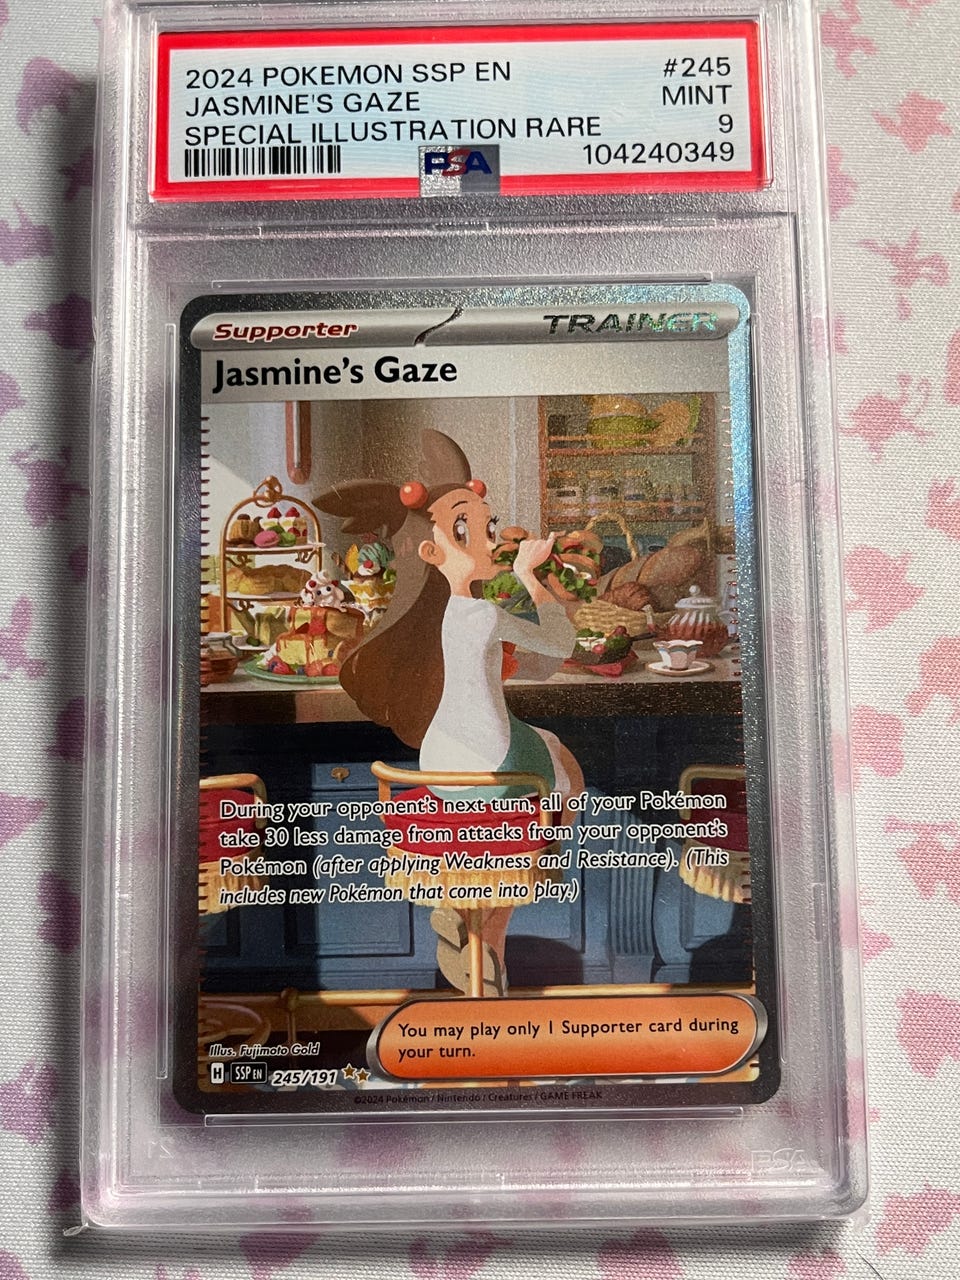 2024 POKEMON SSP EN #245
JASMINE'S GAZE MINT
SPECIAL ILLUSTRATION RARE 9
PSA 104240349
Supporter TRAINER
Jasmine's Gaze
During your opponent's next turn, all of your Pokémon
take 30 less damage from attacks from your opponent's
Pokémon (after applying Weakness and Resistance). (This
includes new Pokémon that come into play.)
You may play only 1 Supporter card during
your turn.
Illus. Fujimoto Gold
H SSP EN 245/191
©2024 Pokémon / Nintendo / Creatures / GAME FREAK
PSA